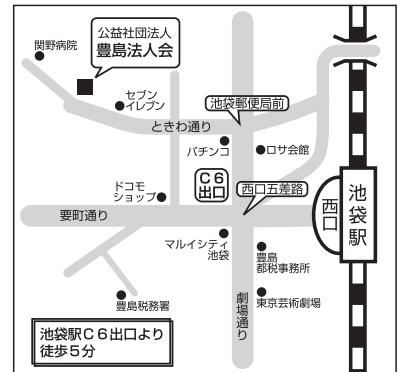 公益社団法人
豊島法人会
関野病院
セブン
イレブン
池袋郵便局前
ときわ通り
パチンコ
ロサ会館
C6
出口
西口五差路
ドコモ
ショップ
要町通り
西口
池袋駅
マルイシティ
池袋
豊島
都税事務所
東京芸術劇場
劇場通り
豊島税務署
池袋駅C6出口より
徒歩5分